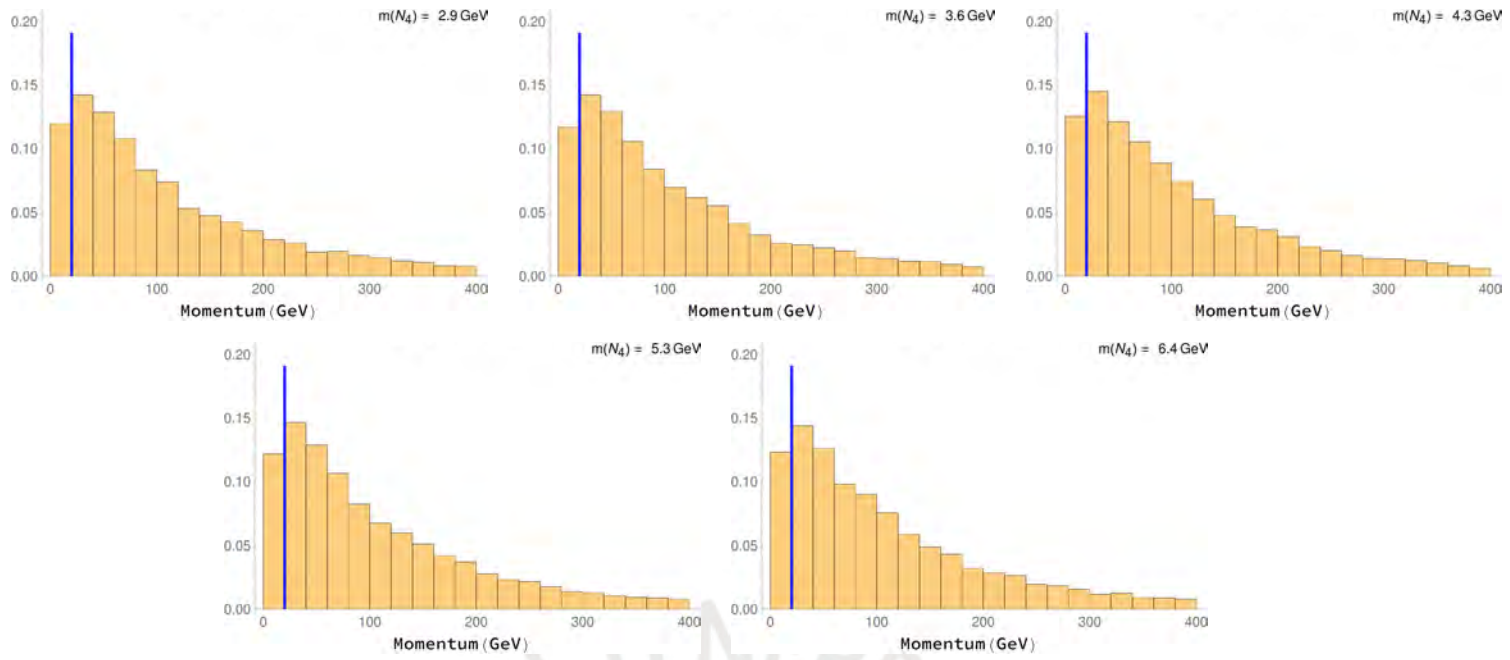 m(N₄) = 2.9 GeV
0.20
0.15
0.10
0.05
0.00
0 100 200 300 400
Momentum (GeV)
m(N₄) = 3.6 GeV
0.20
0.15
0.10
0.05
0.00
0 100 200 300 400
Momentum (GeV)
m(N₄) = 4.3 GeV
0.20
0.15
0.10
0.05
0.00
0 100 200 300 400
Momentum (GeV)
m(N₄) = 5.3 GeV
0.20
0.15
0.10
0.05
0.00
0 100 200 300 400
Momentum (GeV)
m(N₄) = 6.4 GeV
0.20
0.15
0.10
0.05
0.00
0 100 200 300 400
Momentum (GeV)